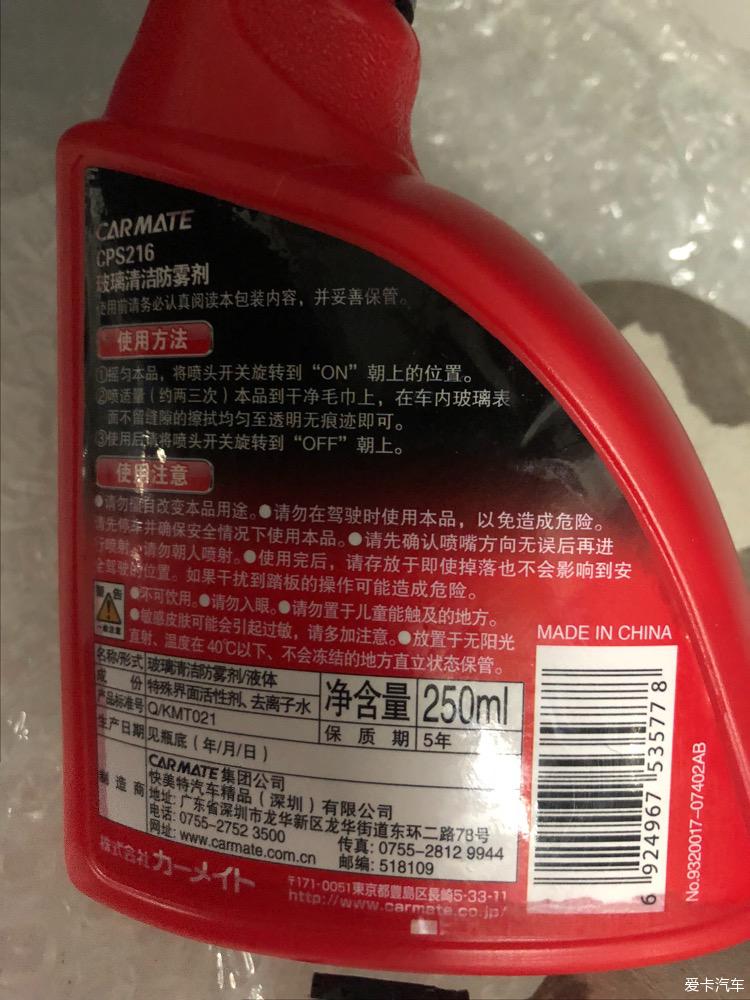 CARMATE
CPS216
玻璃清洁防雾剂
使用前请务必认真阅读本包装内容，并妥善保管。
使用方法
①摇匀本品，将喷头开关旋转到“ON”朝上的位置。
②喷适量（约两三次）本品到干净毛巾上，在车内玻璃表
面不留缝隙的擦拭均匀至透明无痕迹即可。
③使用后请将喷头开关旋转到“OFF”朝上。
使用注意
●请勿擅自改变本品用途。●请勿在驾驶时使用本品，以免造成危险。
请先停车并确保安全情况下使用本品。●请先确认喷嘴方向无误后再进
行喷射，请勿朝人喷射。●使用完后，请存放于即使掉落也不会影响到安
全驾驶的位置。如果干扰到踏板的操作可能造成危险。
警告
一般注意
●不可饮用。●请勿入眼。●请勿置于儿童能触及的地方。
●敏感皮肤可能会引起过敏，请多加注意。●放置于无阳光
直射、温度在40℃以下、不会冻结的地方直立状态保管。
MADE IN CHINA
名称/形式 玻璃清洁防雾剂/液体
成份 特殊界面活性剂、去离子水
产品标准号 Q/KMT021
净含量 250ml
生产日期 见瓶底（年/月/日）
保质期 5年
制造商
CARMATE集团公司
快美特汽车精品（深圳）有限公司
地址：广东省深圳市龙华新区龙华街道东环二路78号
电话：0755-2752 3500 传真：0755-2812 9944
网址：www.carmate.com.cn 邮编：518109
株式会社カーメイト
〒171-0051東京都豊島区長崎5-33-11
http://www.carmate.co.jp/
6 924967 535778
No.9320017-07402AB
爱卡汽车